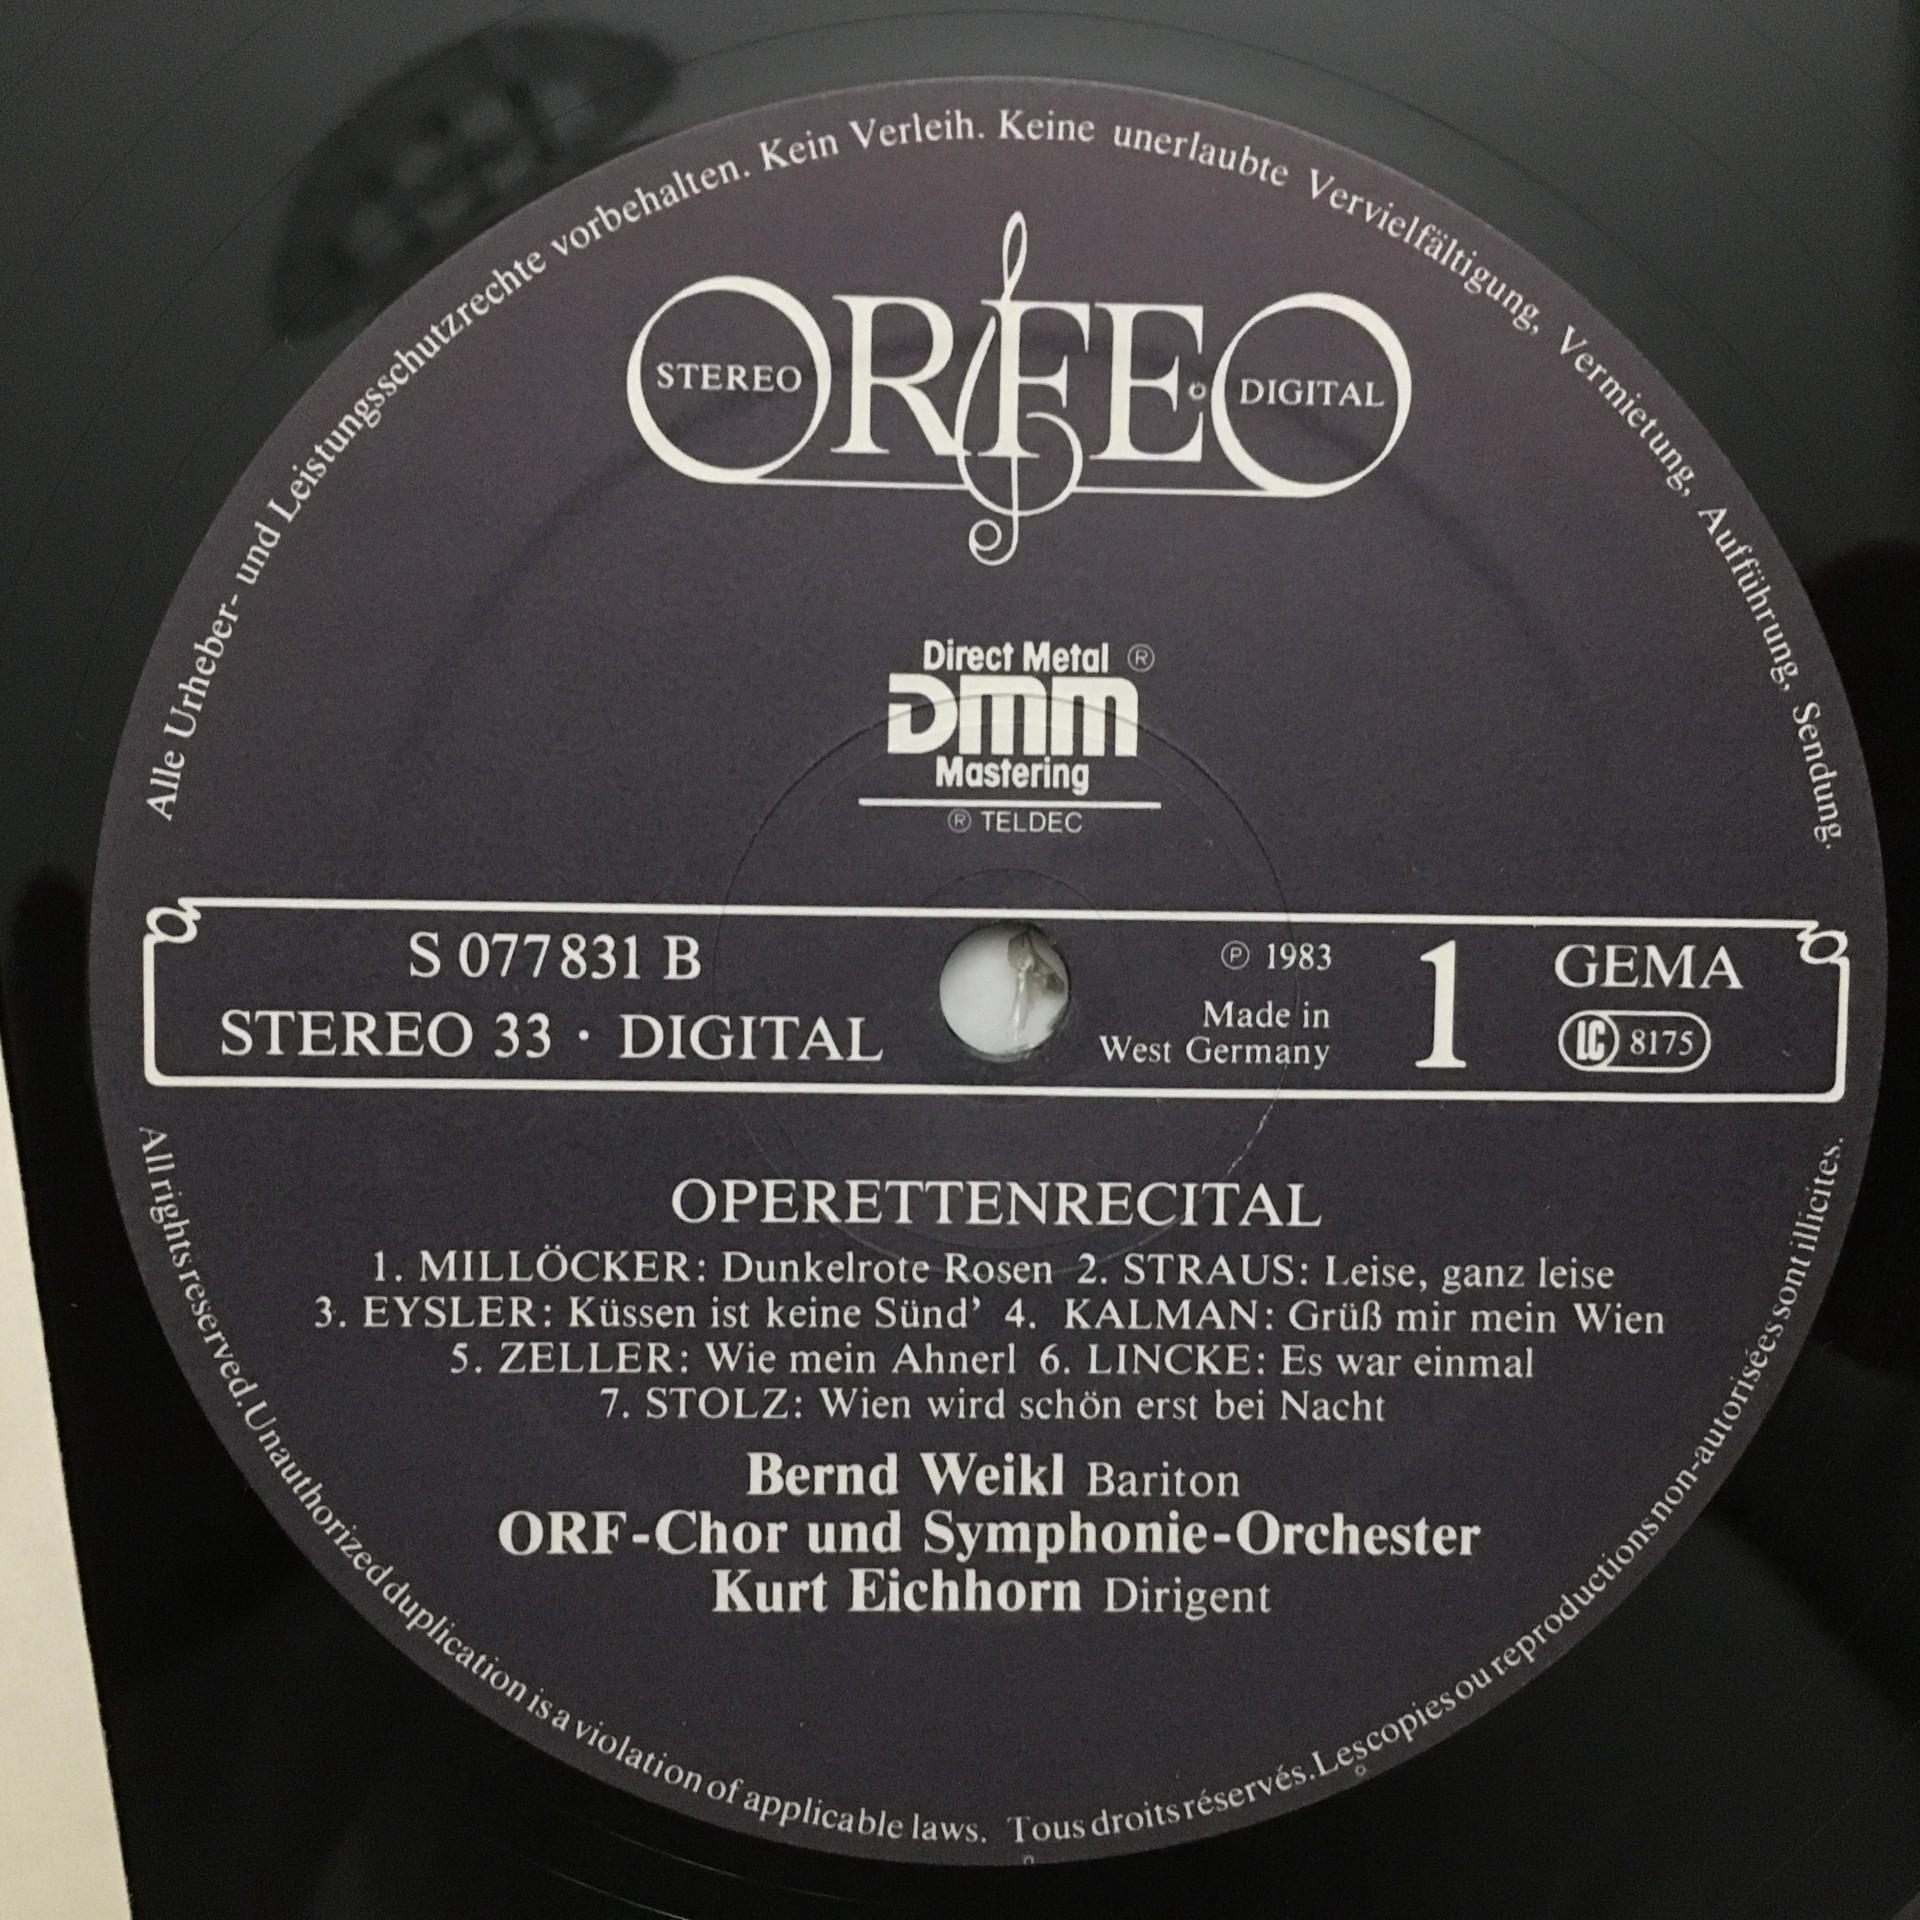 Alle Urheber- und Leistungsschutzrechte vorbehalten. Kein Verleih. Keine unerlaubte Vervielfältigung, Vermietung, Aufführung, Sendung.
ORFEO
STEREO
DIGITAL
Direct Metal ®
DMM
Mastering
® TELDEC
S 077831 B
STEREO 33 · DIGITAL
℗ 1983
Made in
West Germany
1
GEMA
LC 8175
OPERETTENRECITAL
1. MILLÖCKER: Dunkelrote Rosen 2. STRAUS: Leise, ganz leise
3. EYSLER: Küssen ist keine Sünd’ 4. KALMAN: Grüß mir mein Wien
5. ZELLER: Wie mein Ahnerl 6. LINCKE: Es war einmal
7. STOLZ: Wien wird schön erst bei Nacht
Bernd Weikl Bariton
ORF-Chor und Symphonie-Orchester
Kurt Eichhorn Dirigent
All rights reserved. Unauthorized duplication is a violation of applicable laws. Tous droits réservés. Les copies ou reproductions non-autorisées sont illicites.